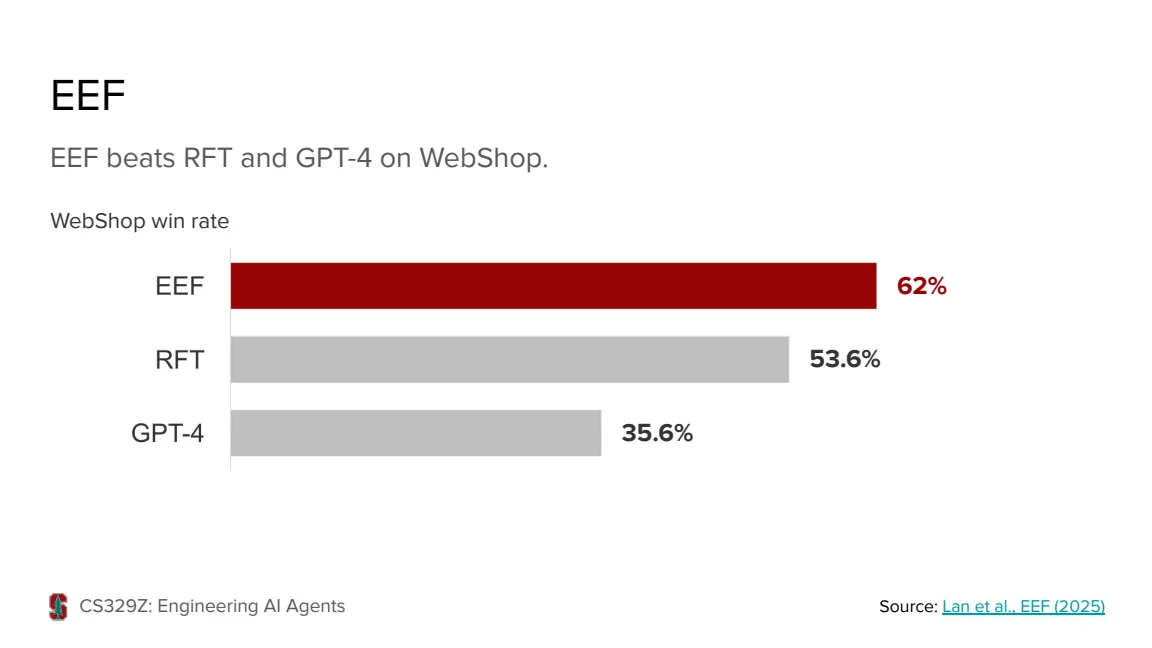 EEF
EEF beats RFT and GPT-4 on WebShop.
WebShop win rate
EEF 62%
RFT 53.6%
GPT-4 35.6%
CS329Z: Engineering AI Agents
Source: Lan et al., EEF (2025)